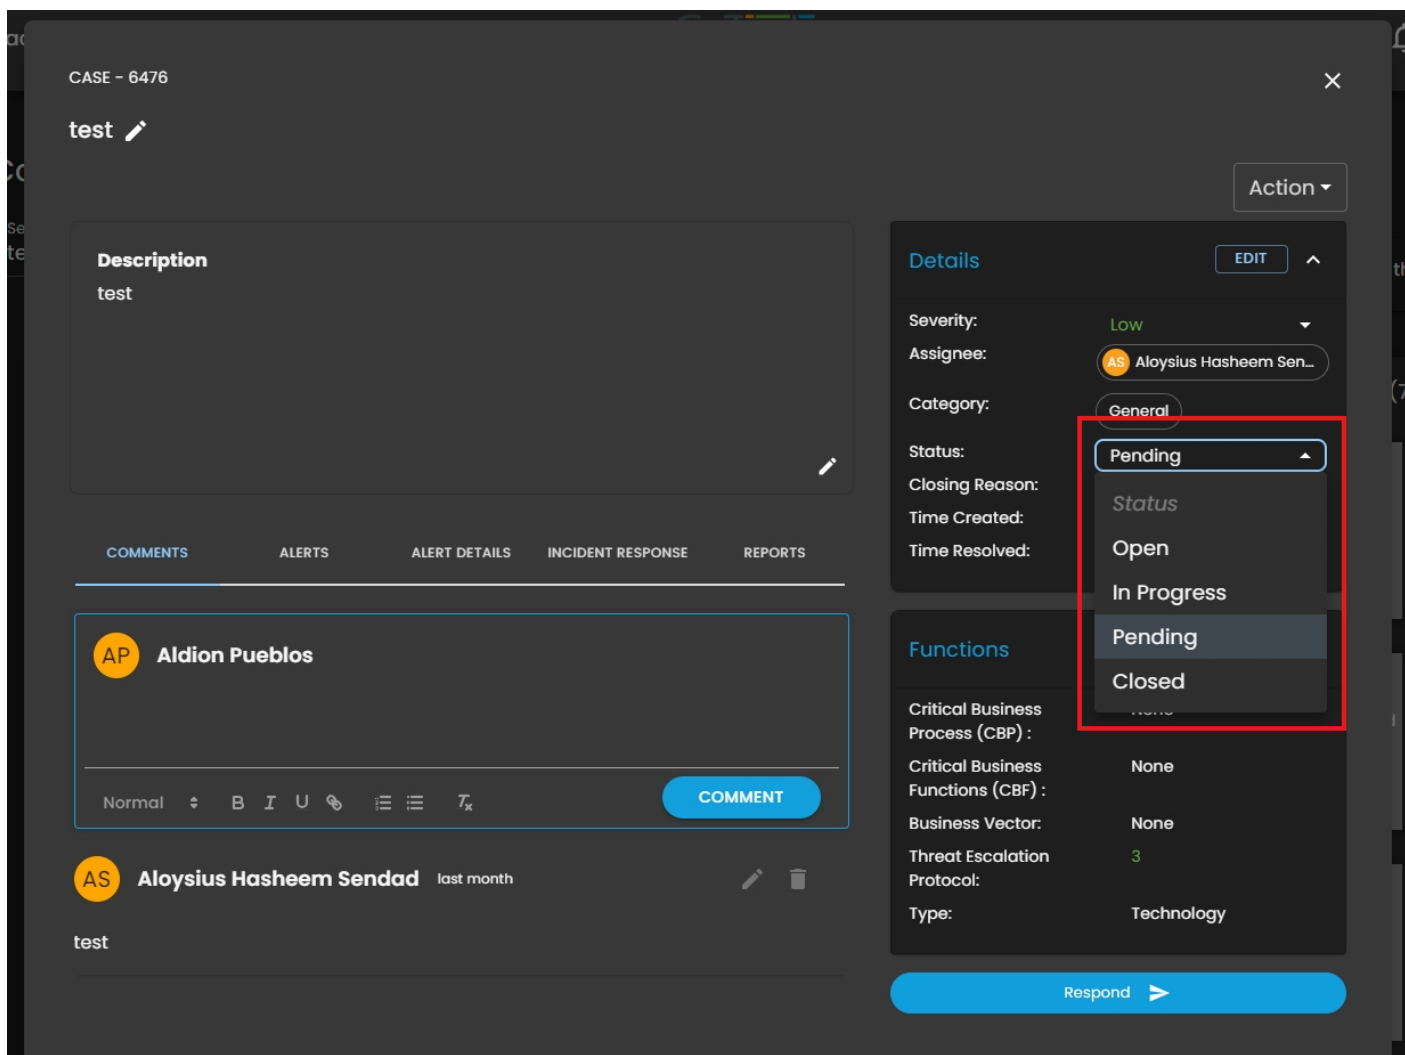 CASE - 6476
test
Action
Description
test
Details
EDIT
Severity:
Low
Assignee:
AS Aloysius Hasheem Sen...
Category:
General
Status:
Pending
Closing Reason:
Time Created:
Time Resolved:
Status
Open
In Progress
Pending
Closed
COMMENTS ALERTS ALERT DETAILS INCIDENT RESPONSE REPORTS
AP Aldion Pueblos
Normal B I U
COMMENT
AS Aloysius Hasheem Sendad last month
test
Functions
Critical Business
Process (CBP) :
Critical Business
Functions (CBF) :
None
Business Vector:
None
Threat Escalation
Protocol:
3
Type:
Technology
Respond